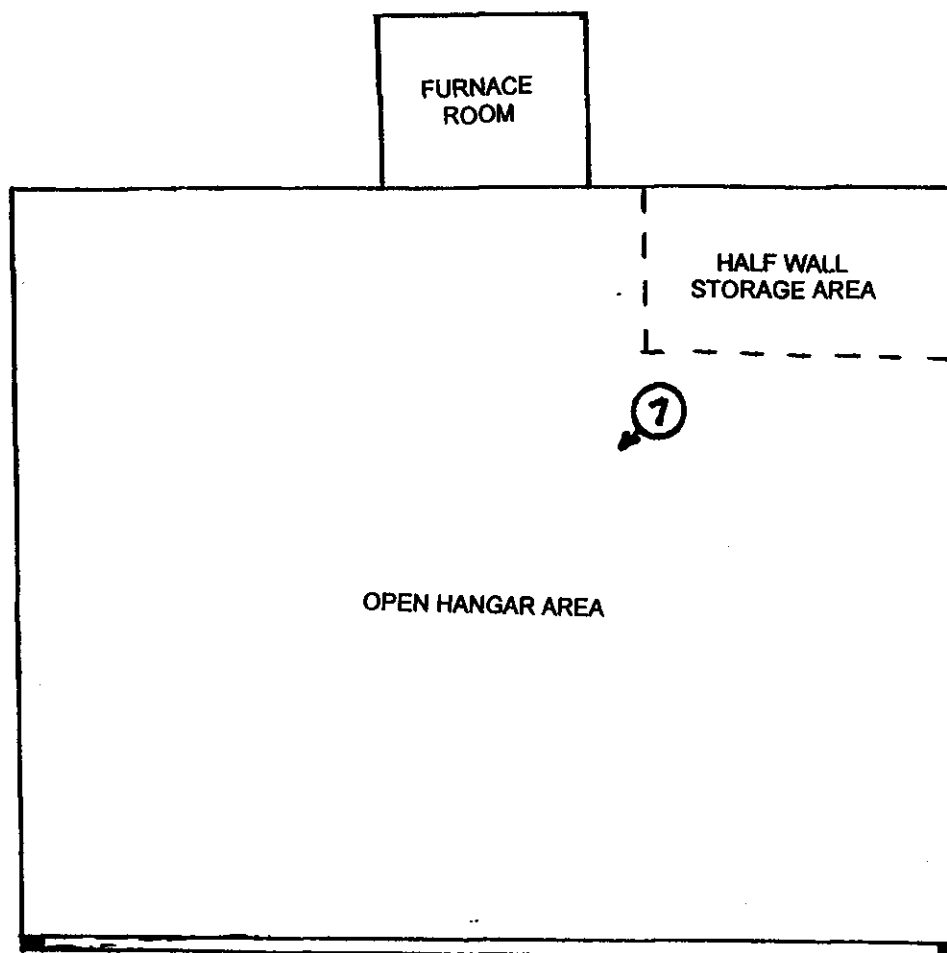 FURNACE
ROOM
HALF WALL
STORAGE AREA
7
OPEN HANGAR AREA